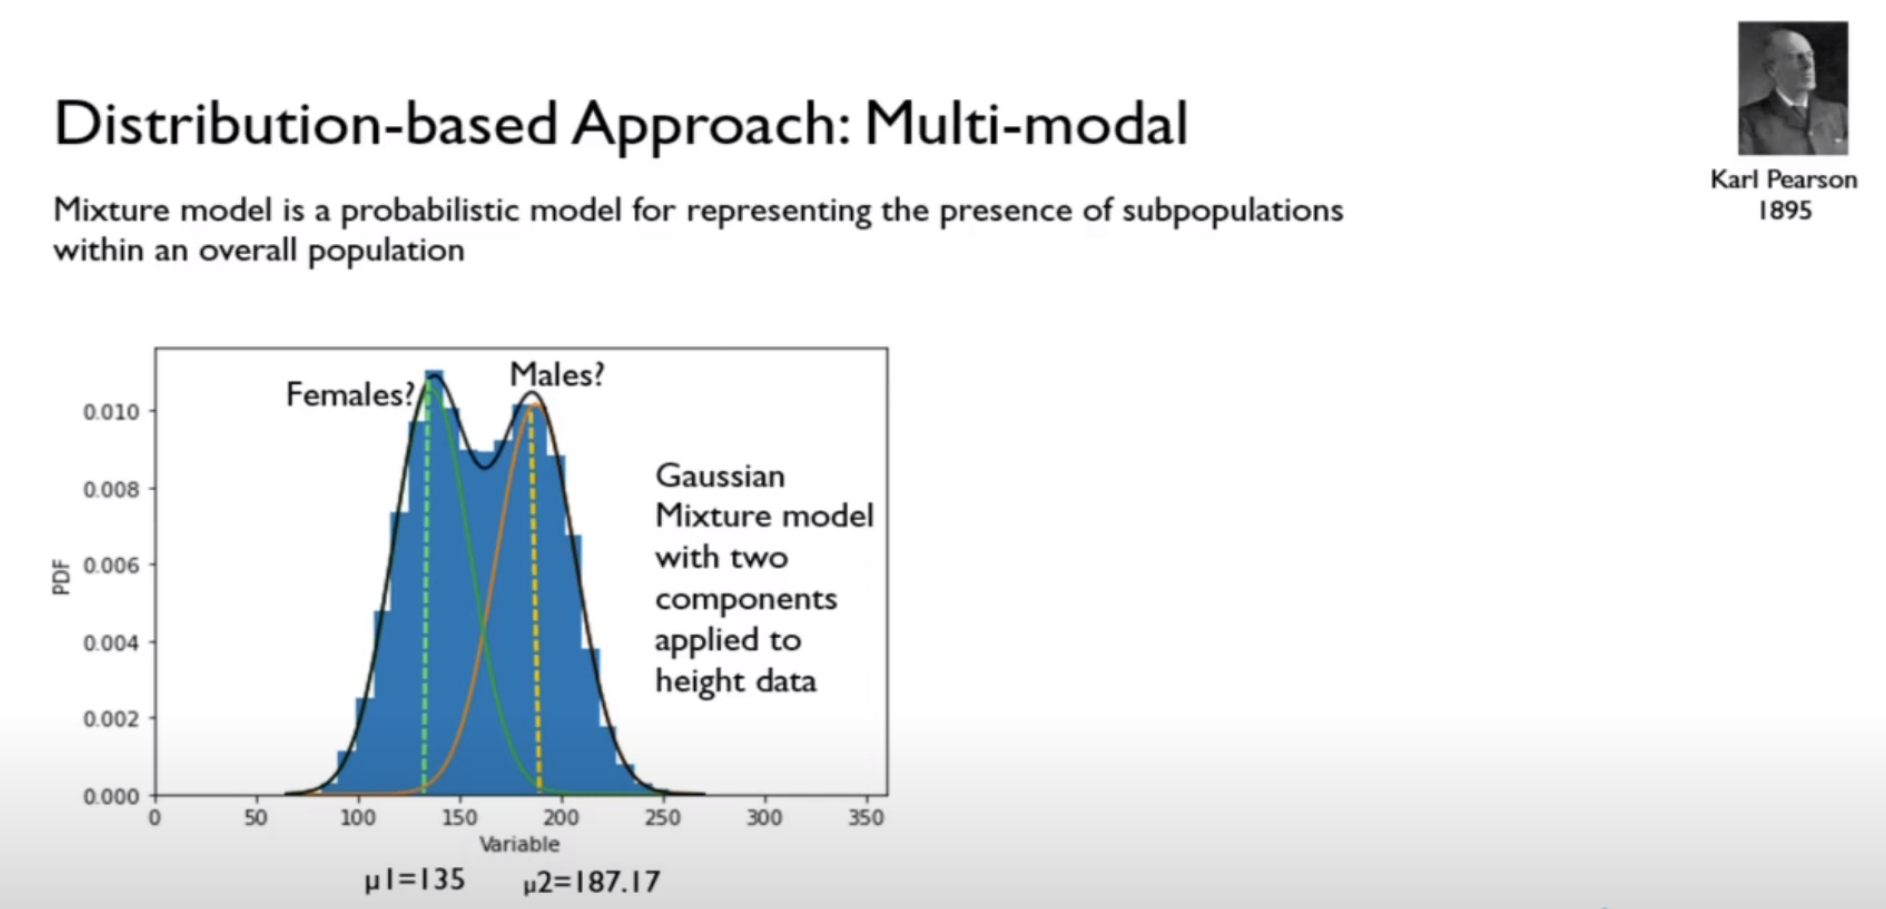 Karl Pearson
1895
Distribution-based Approach: Multi-modal
Mixture model is a probabilistic model for representing the presence of subpopulations
within an overall population
Females?
Males?
Gaussian
Mixture model
with two
components
applied to
height data
PDF
0.010
0.008
0.006
0.004
0.002
0.000
0 50 100 150 200 250 300 350
Variable
μ1=135 μ2=187.17